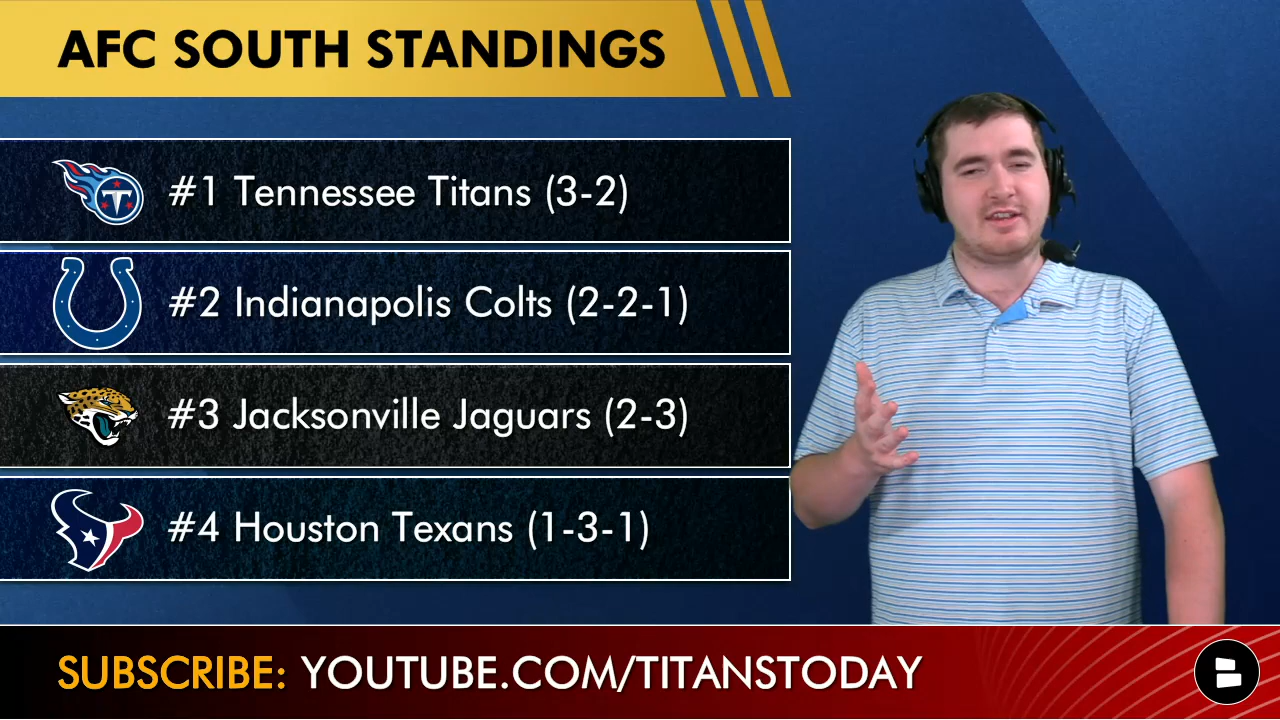 AFC SOUTH STANDINGS
#1 Tennessee Titans (3-2)
#2 Indianapolis Colts (2-2-1)
#3 Jacksonville Jaguars (2-3)
#4 Houston Texans (1-3-1)
SUBSCRIBE: YOUTUBE.COM/TITANSTODAY